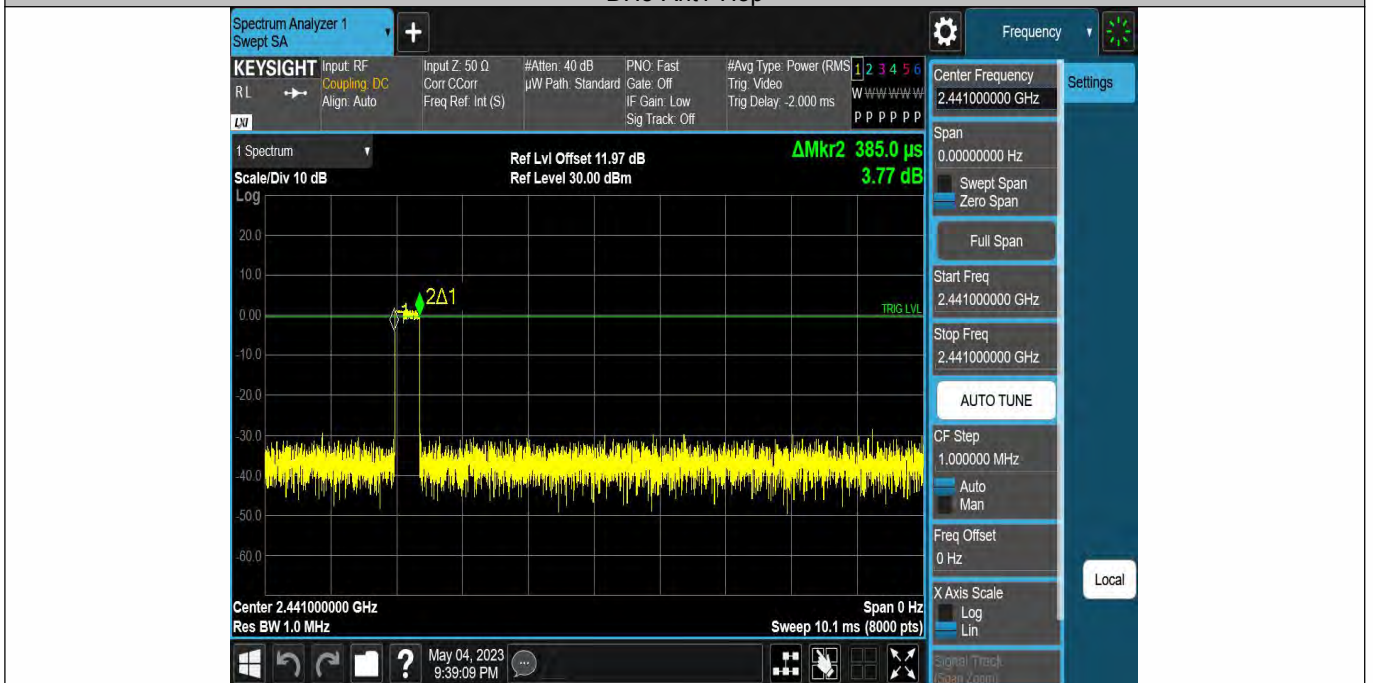 Spectrum Analyzer 1
Swept SA
+
Frequency
KEYSIGHT
RL
LXI
Input: RF
Coupling: DC
Align: Auto
Input Z: 50 Ω
Corr CCorr
Freq Ref: Int (S)
#Atten: 40 dB
µW Path: Standard
PNO: Fast
Gate: Off
IF Gain: Low
Sig Track: Off
#Avg Type: Power (RMS
Trig: Video
Trig Delay: -2.000 ms
1 2 3 4 5 6
W W W W W W
P P P P P P
Center Frequency
2.441000000 GHz
Settings
Span
0.00000000 Hz
Swept Span
Zero Span
Full Span
Start Freq
2.441000000 GHz
Stop Freq
2.441000000 GHz
AUTO TUNE
CF Step
1.000000 MHz
Auto
Man
Freq Offset
0 Hz
X Axis Scale
Log
Lin
Signal Track
(Span Zoom)
Local
1 Spectrum
Scale/Div 10 dB
Log
Ref Lvl Offset 11.97 dB
Ref Level 30.00 dBm
ΔMkr2 385.0 µs
3.77 dB
20.0
10.0
0.00
-10.0
-20.0
-30.0
-40.0
-50.0
-60.0
2Δ1
TRIG LVL
Center 2.441000000 GHz
Res BW 1.0 MHz
Span 0 Hz
Sweep 10.1 ms (8000 pts)
?
May 04, 2023
9:39:09 PM